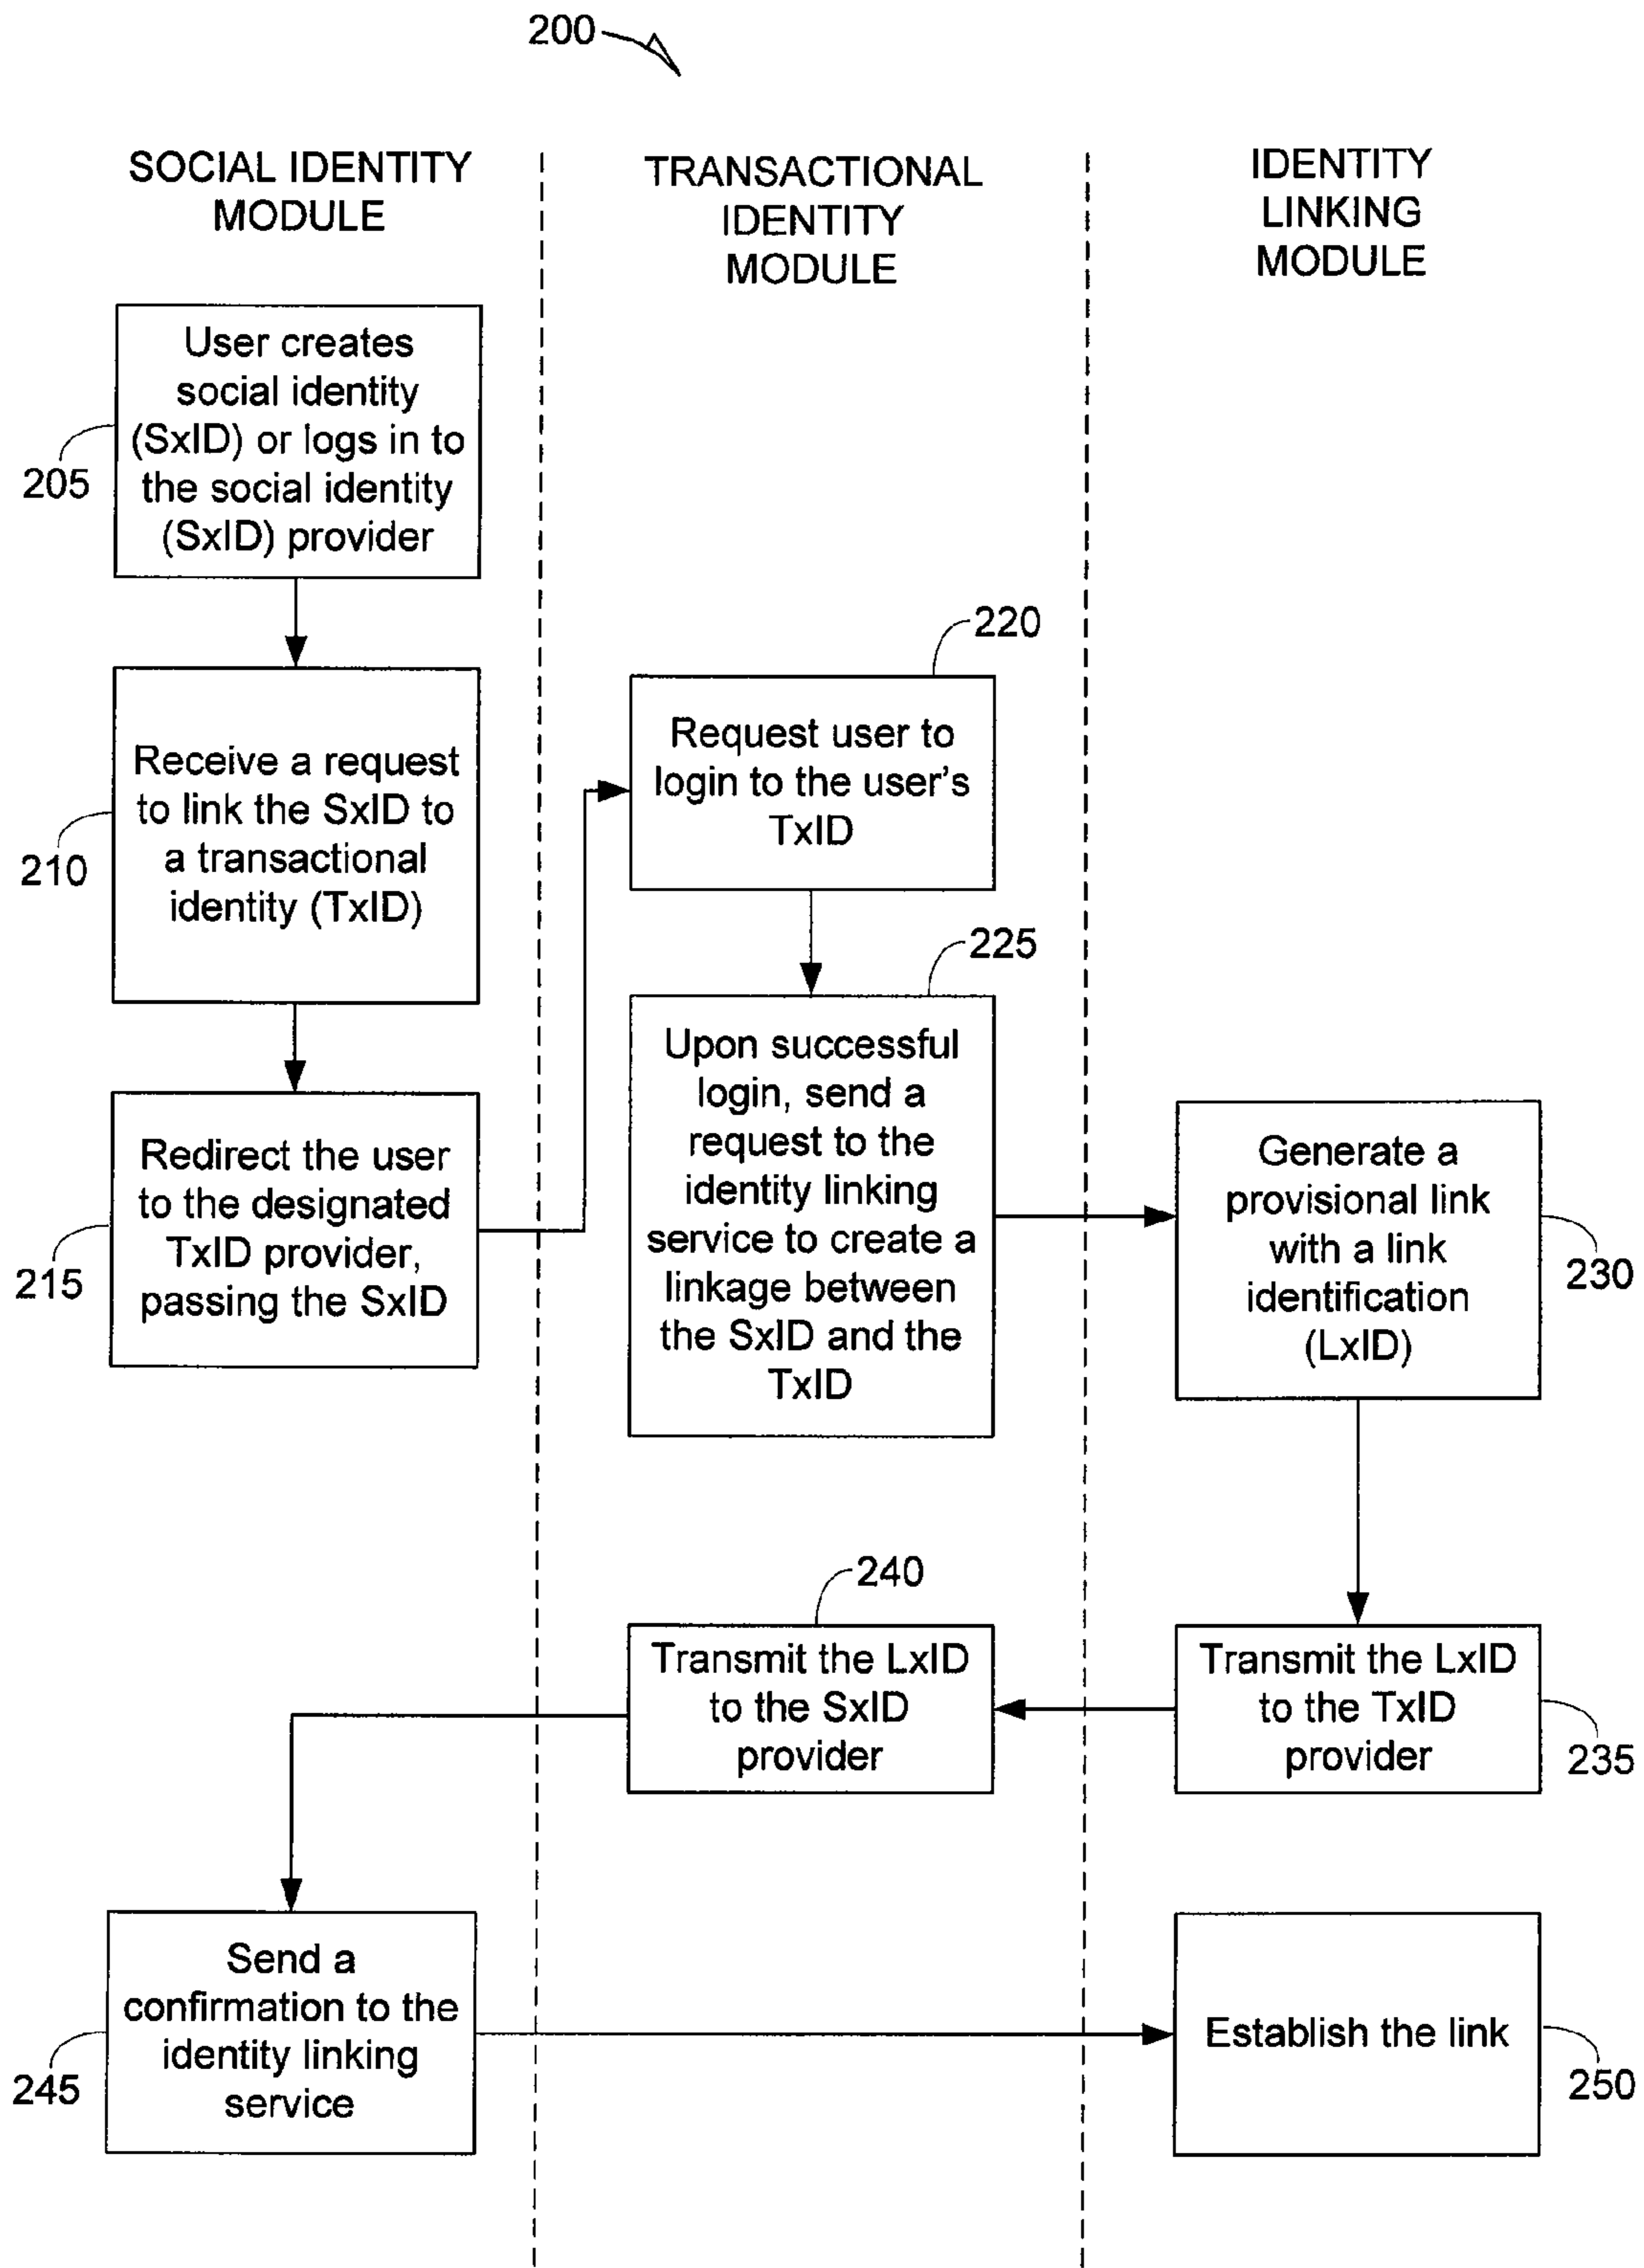 200
SOCIAL IDENTITY
MODULE
TRANSACTIONAL
IDENTITY
MODULE
IDENTITY
LINKING
MODULE
User creates
social identity
(SxID) or logs in to
the social identity
(SxID) provider
205
Receive a request
to link the SxID to
a transactional
identity (TxID)
210
Redirect the user
to the designated
TxID provider,
passing the SxID
215
220
Request user to
login to the user's
TxID
225
Upon successful
login, send a
request to the
identity linking
service to create a
linkage between
the SxID and the
TxID
Generate a
provisional link
with a link
identification
(LxID)
230
Transmit the LxID
to the TxID
provider
235
240
Transmit the LxID
to the SxID
provider
Send a
confirmation to the
identity linking
service
245
Establish the link
250